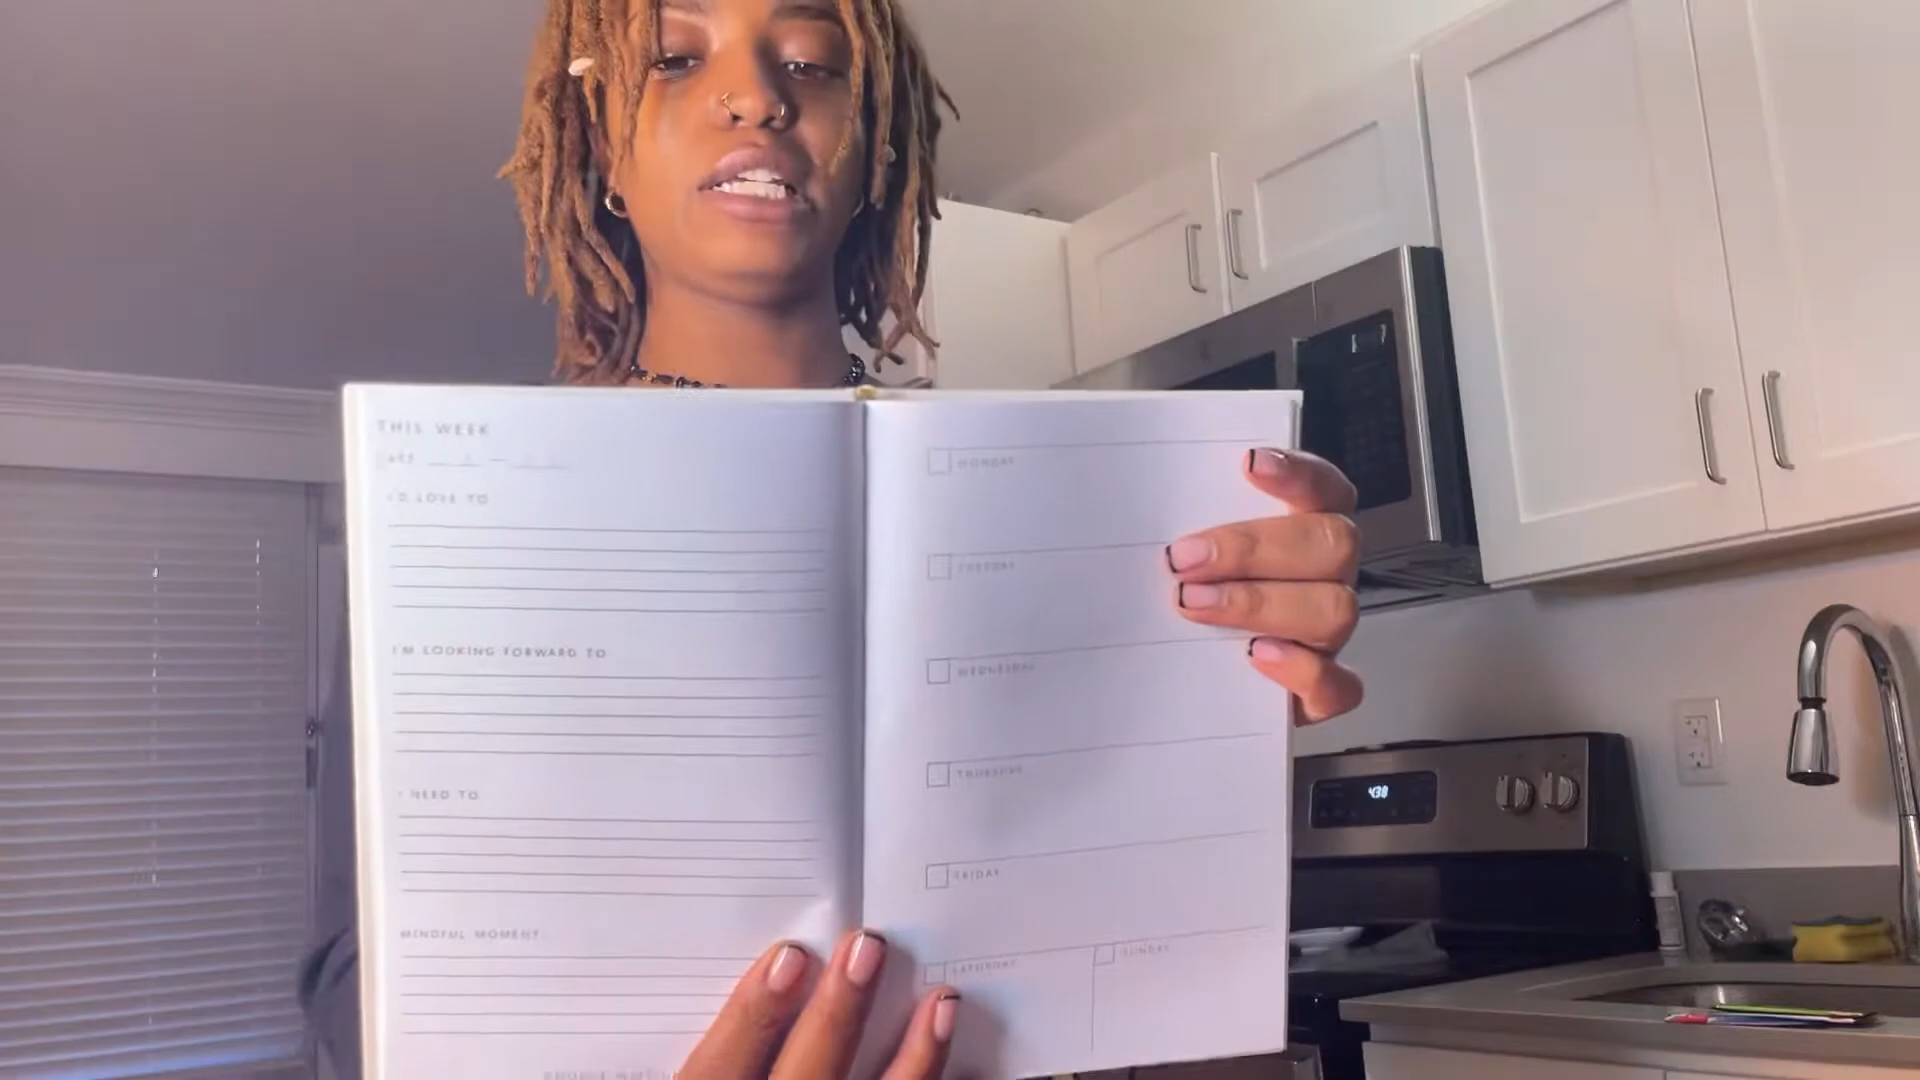 THIS WEEK
DATE
I'D LOVE TO
I'M LOOKING FORWARD TO
I NEED TO
MINDFUL MOMENT
MONDAY
TUESDAY
WEDNESDAY
THURSDAY
FRIDAY
SATURDAY
SUNDAY
4:38